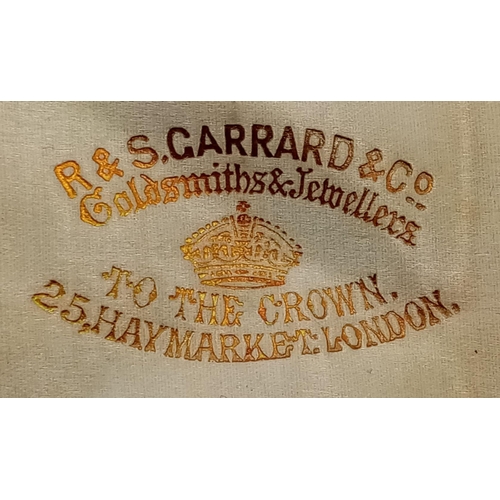 R & S. GARRARD & Co
Goldsmiths & Jewellers
TO THE CROWN.
25, HAYMARKET. LONDON.